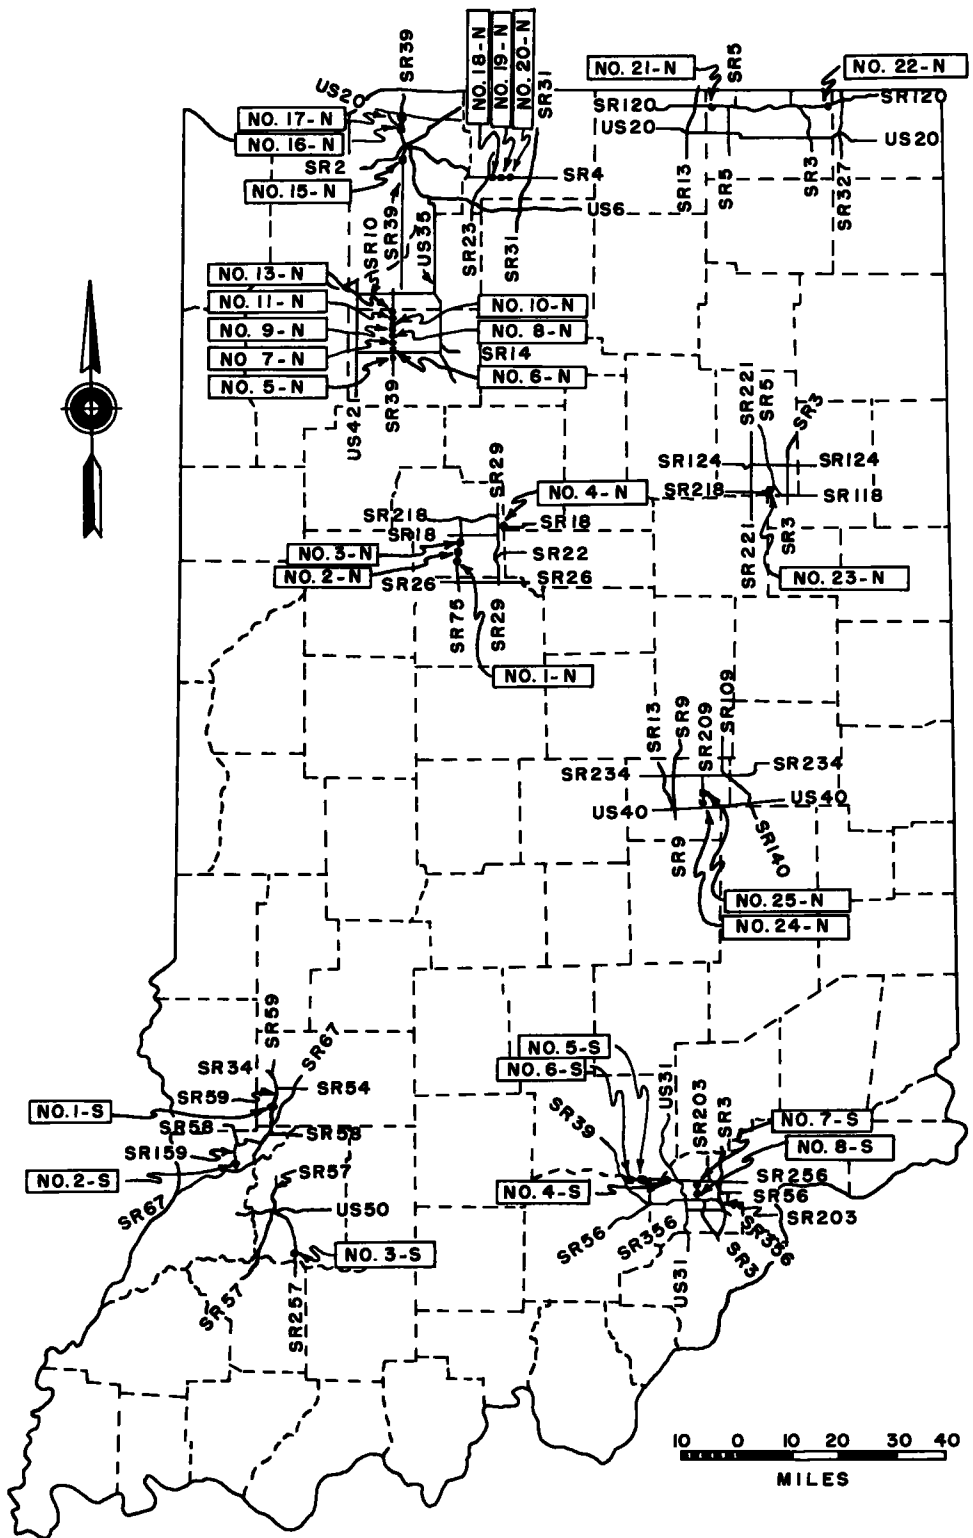 SR39
NO. 18-N
NO. 19-N
NO. 20-N
SR31
NO. 21-N
SR5
NO. 22-N
US20
SR120
SR120
NO. 17-N
US20
US20
NO. 16-N
SR2
SR4
NO. 15-N
SR13
SR5
SR3
SR327
US6
SR10
SR39
US35
SR23
SR31
NO. 13-N
NO. 11-N
NO. 10-N
NO. 9-N
NO. 8-N
NO. 7-N
SR14
NO. 5-N
NO. 6-N
US42
SR39
SR221
SR5
SR3
SR29
SR124
SR124
NO. 4-N
SR218
SR118
SR218
SR18
SR18
NO. 3-N
SR22
NO. 2-N
SR26
SR26
SR221
SR3
NO. 23-N
SR75
SR29
NO. 1-N
SR13
SR9
SR209
SR109
SR234
SR234
US40
US40
SR9
SR140
NO. 25-N
NO. 24-N
SR59
SR67
NO. 5-S
NO. 6-S
SR34
SR54
SR59
NO. 1-S
US31
SR203
SR3
SR39
NO. 7-S
SR58
SR58
NO. 8-S
SR159
SR57
NO. 2-S
NO. 4-S
SR256
SR56
SR67
US50
SR203
SR56
SR356
SR356
NO. 3-S
SR3
SR57
SR257
US31
10 0 10 20 30 40
MILES